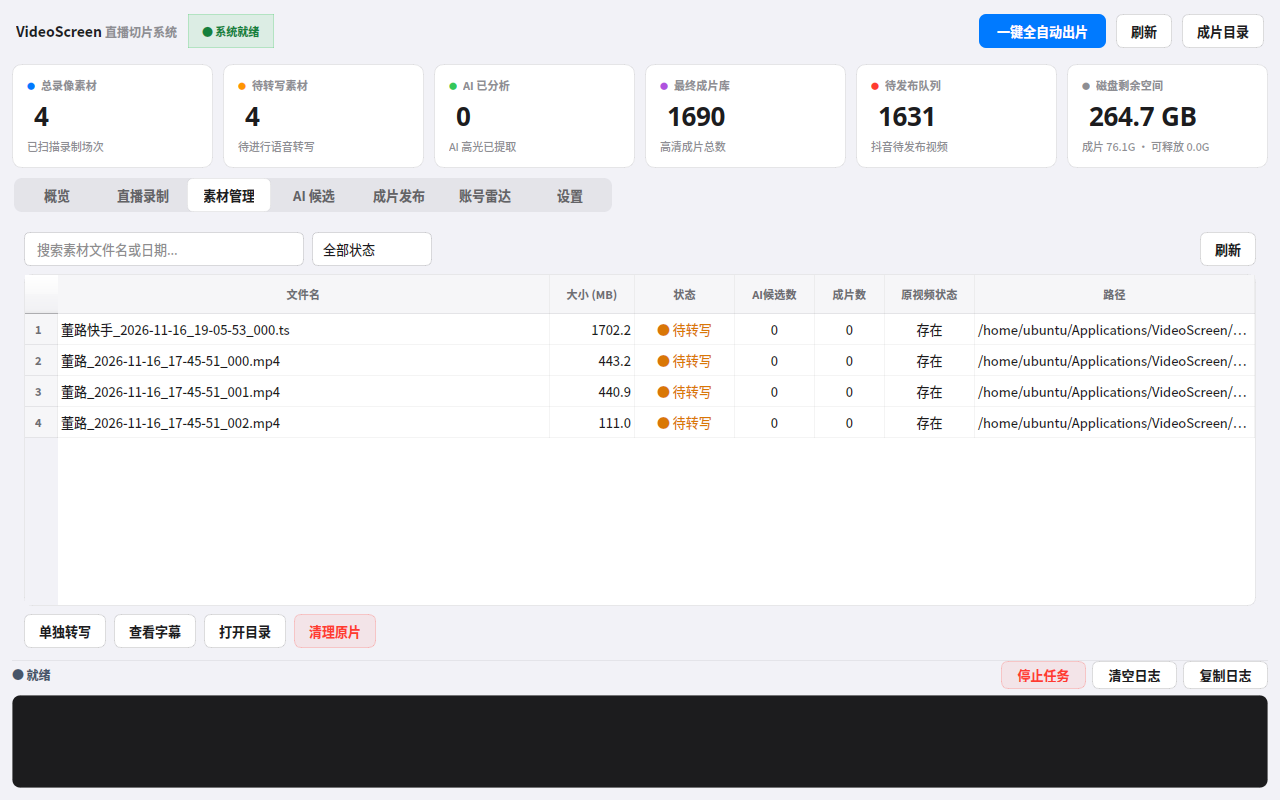 VideoScreen 直播切片系统 ● 系统就绪 一键全自动出片 刷新 成片目录
总录像素材 待转写素材 AI 已分析 最终成片库 待发布队列 磁盘剩余空间
4 4 0 1690 1631 264.7 GB
已扫描录制场次 待进行语音转写 AI 高光已提取 高清成片总数 抖音待发布视频 成片 76.1G · 可释放 0.0G
概览 直播录制 素材管理 AI 候选 成片发布 账号雷达 设置
搜索素材文件名或日期... 全部状态 刷新
文件名 大小 (MB) 状态 AI候选数 成片数 原视频状态 路径
1 董路快手_2026-11-16_19-05-53_000.ts 1702.2 ● 待转写 0 0 存在 /home/ubuntu/Applications/VideoScreen/…
2 董路_2026-11-16_17-45-51_000.mp4 443.2 ● 待转写 0 0 存在 /home/ubuntu/Applications/VideoScreen/…
3 董路_2026-11-16_17-45-51_001.mp4 440.9 ● 待转写 0 0 存在 /home/ubuntu/Applications/VideoScreen/…
4 董路_2026-11-16_17-45-51_002.mp4 111.0 ● 待转写 0 0 存在 /home/ubuntu/Applications/VideoScreen/…
单独转写 查看字幕 打开目录 清理原片
● 就绪 停止任务 清空日志 复制日志